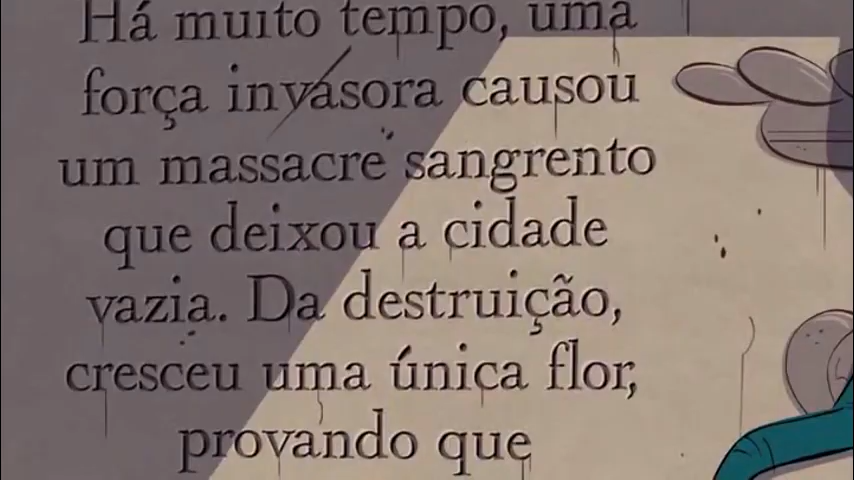 Há muito tempo, uma
força invasora causou
um massacre sangrento
que deixou a cidade
vazia. Da destruição,
cresceu uma única flor,
provando que